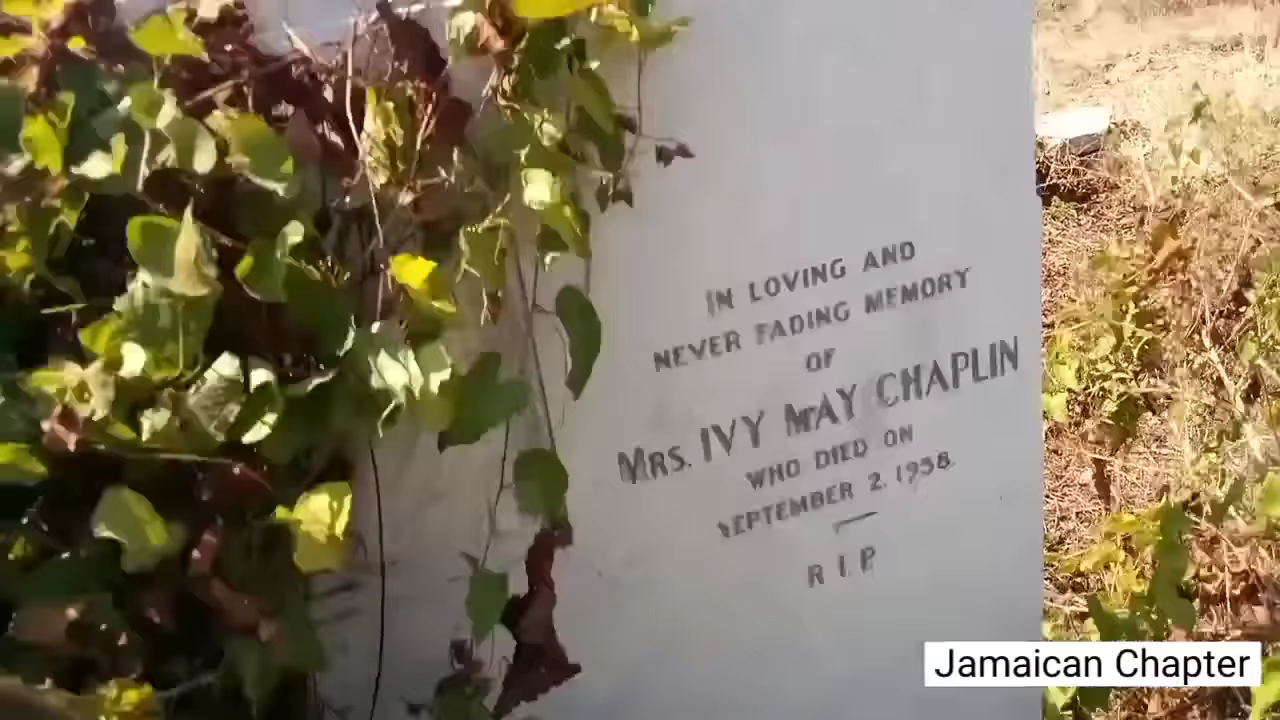 IN LOVING AND
NEVER FADING MEMORY
OF
MRS. IVY MAY CHAPLIN
WHO DIED ON
SEPTEMBER 2. 1958.
R I P
Jamaican Chapter